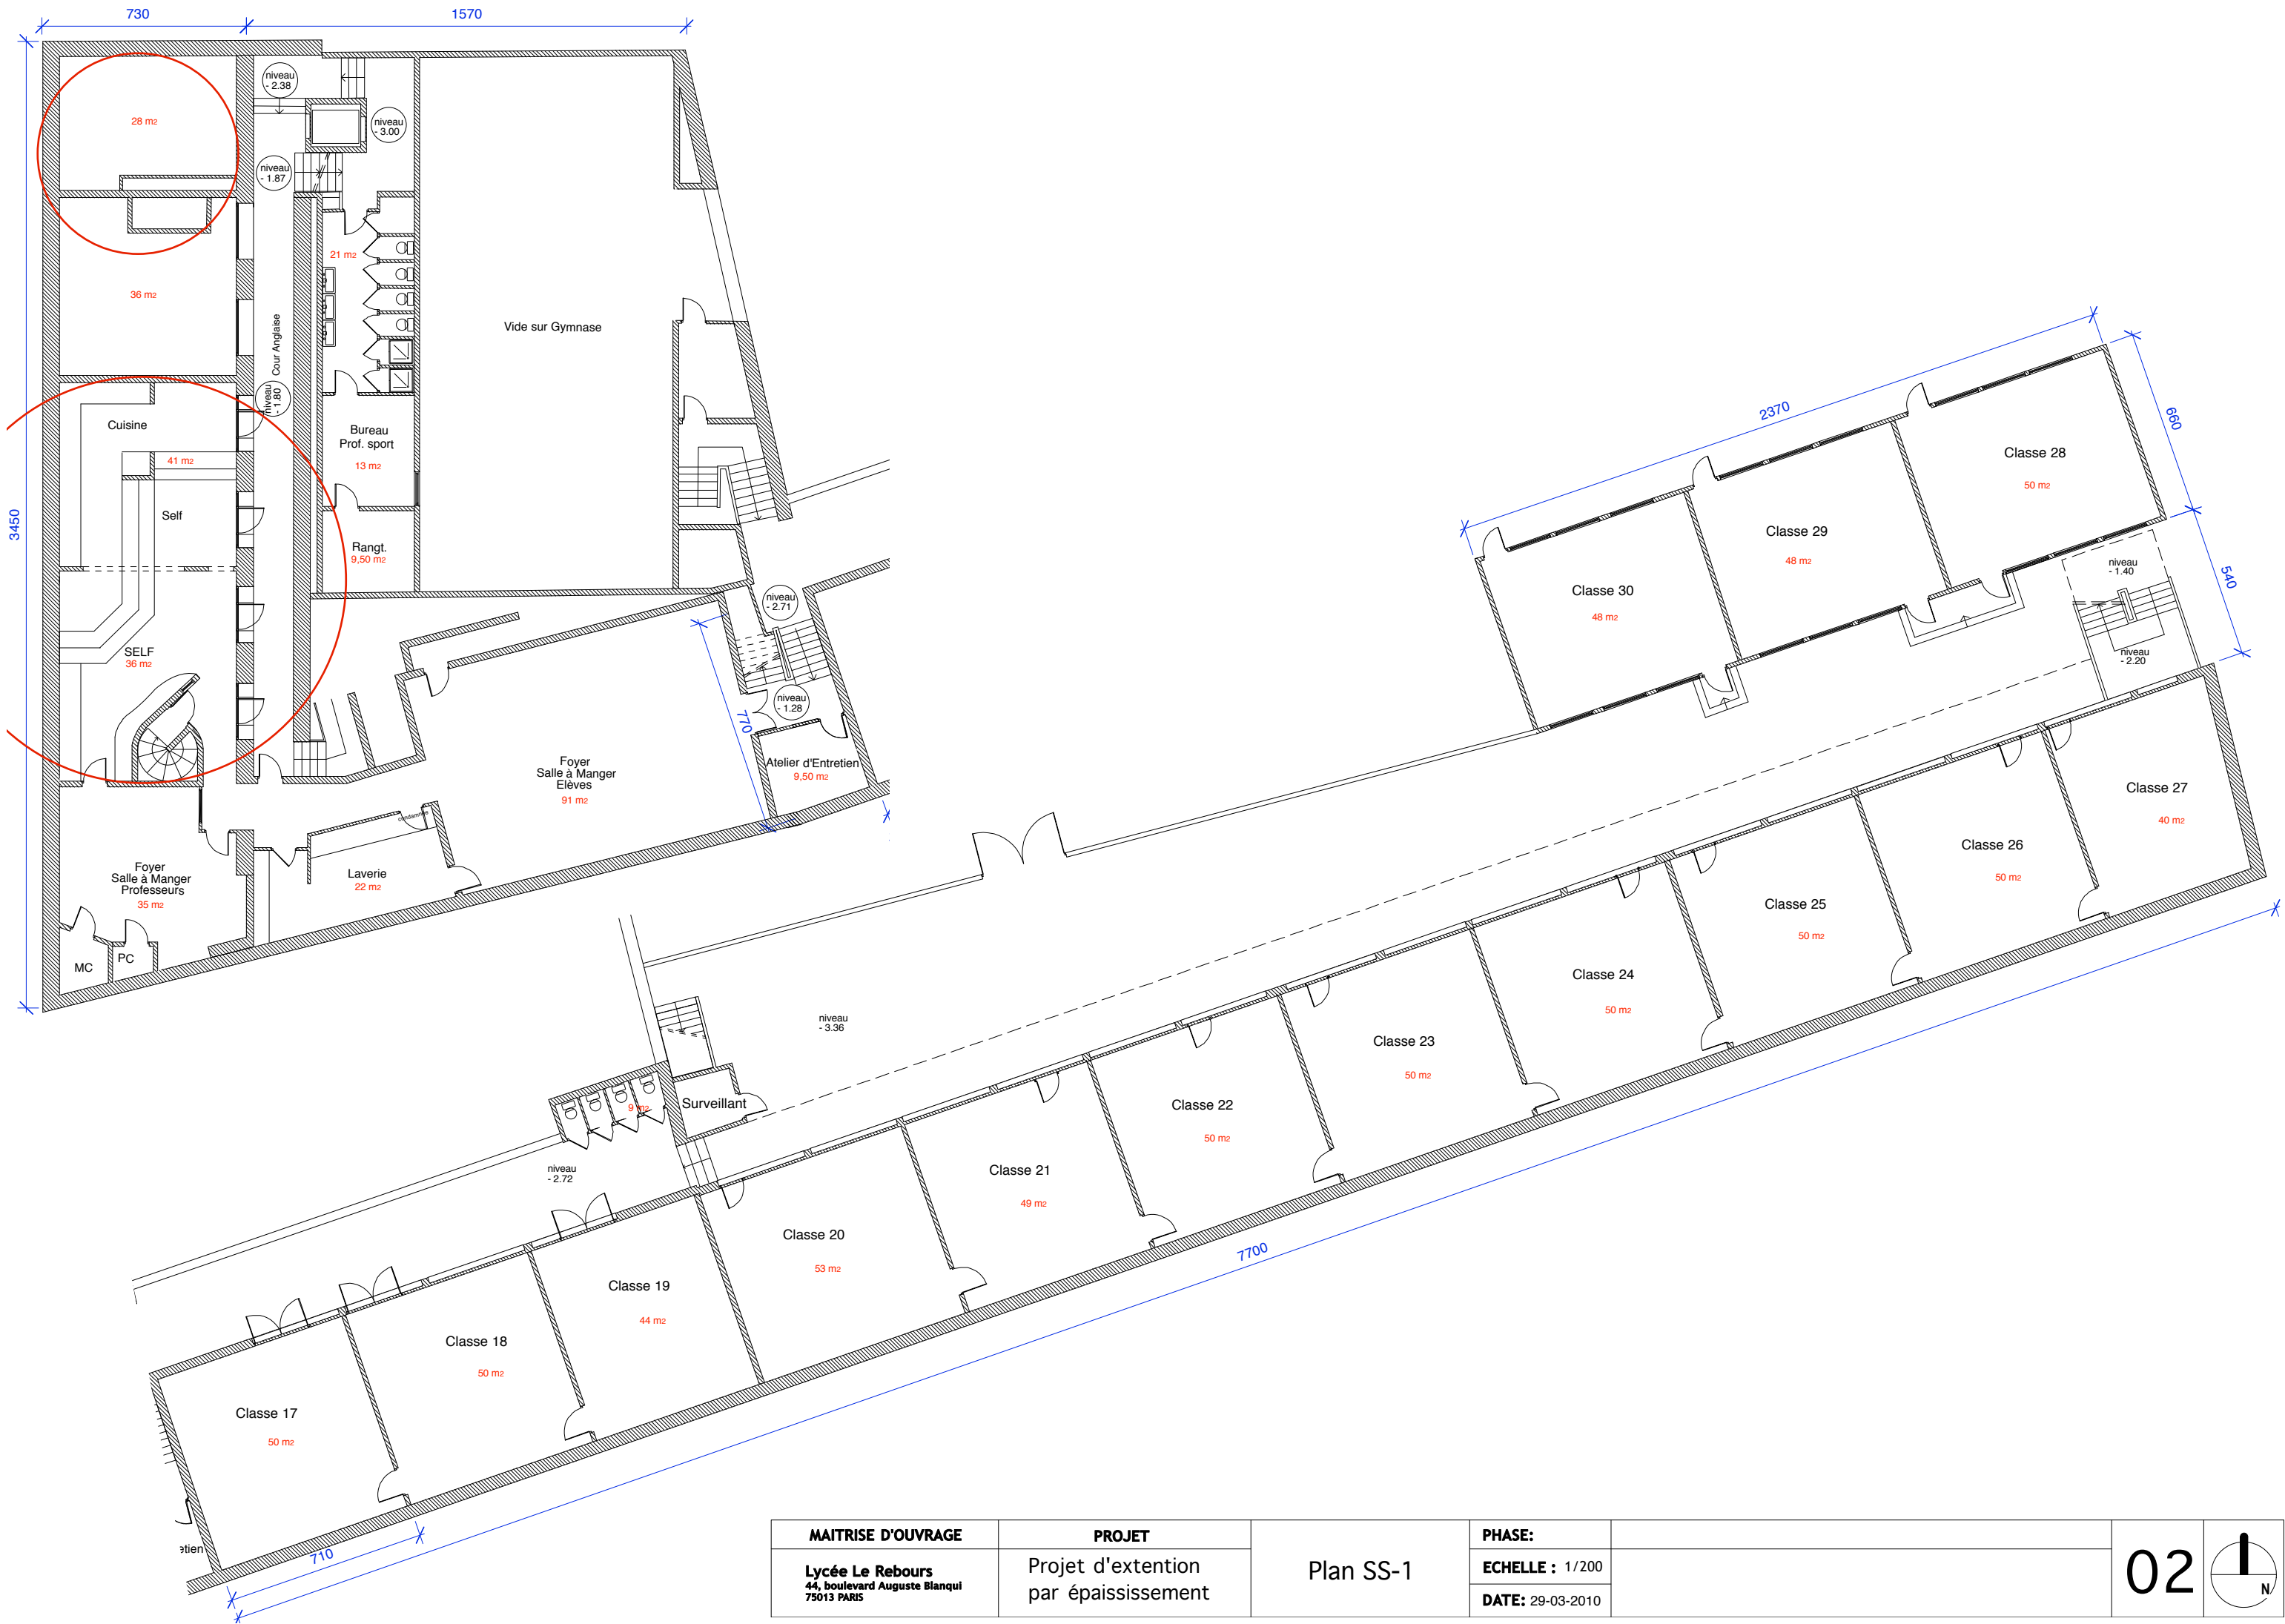 730
1570
niveau
- 2.38
niveau
- 3.00
28 m2
niveau
- 1.87
21 m2
36 m2
Cour Anglaise
Vide sur Gymnase
niveau
- 1.80
Cuisine
41 m2
Self
Bureau
Prof. sport
13 m2
3450
Rangt.
9,50 m2
niveau
- 2.71
SELF
36 m2
niveau
- 1.28
770
Foyer
Salle à Manger
Elèves
91 m2
Atelier d'Entretien
9,50 m2
condamnée
Laverie
22 m2
Foyer
Salle à Manger
Professeurs
35 m2
MC
PC
2370
660
540
Classe 28
50 m2
Classe 29
48 m2
Classe 30
48 m2
niveau
- 1.40
niveau
- 2.20
Classe 27
40 m2
Classe 26
50 m2
Classe 25
50 m2
Classe 24
50 m2
Classe 23
50 m2
Classe 22
50 m2
Classe 21
49 m2
Classe 20
53 m2
Classe 19
44 m2
Classe 18
50 m2
Classe 17
50 m2
niveau
- 3.36
9 m2
Surveillant
niveau
- 2.72
7700
710
etien
MAITRISE D'OUVRAGE
Lycée Le Rebours
44, boulevard Auguste Blanqui
75013 PARIS
PROJET
Projet d'extention
par épaississement
Plan SS-1
PHASE:
ECHELLE : 1/200
DATE: 29-03-2010
02
N